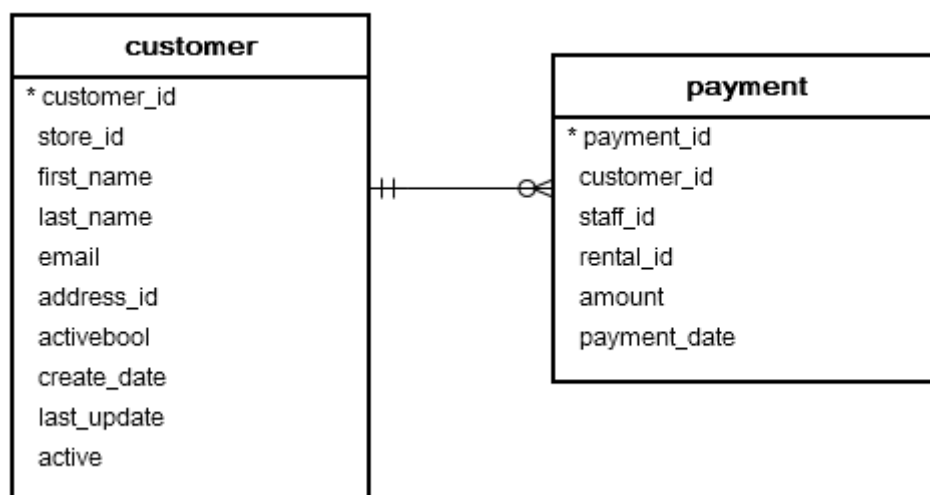 customer
* customer_id
store_id
first_name
last_name
email
address_id
activebool
create_date
last_update
active
payment
* payment_id
customer_id
staff_id
rental_id
amount
payment_date